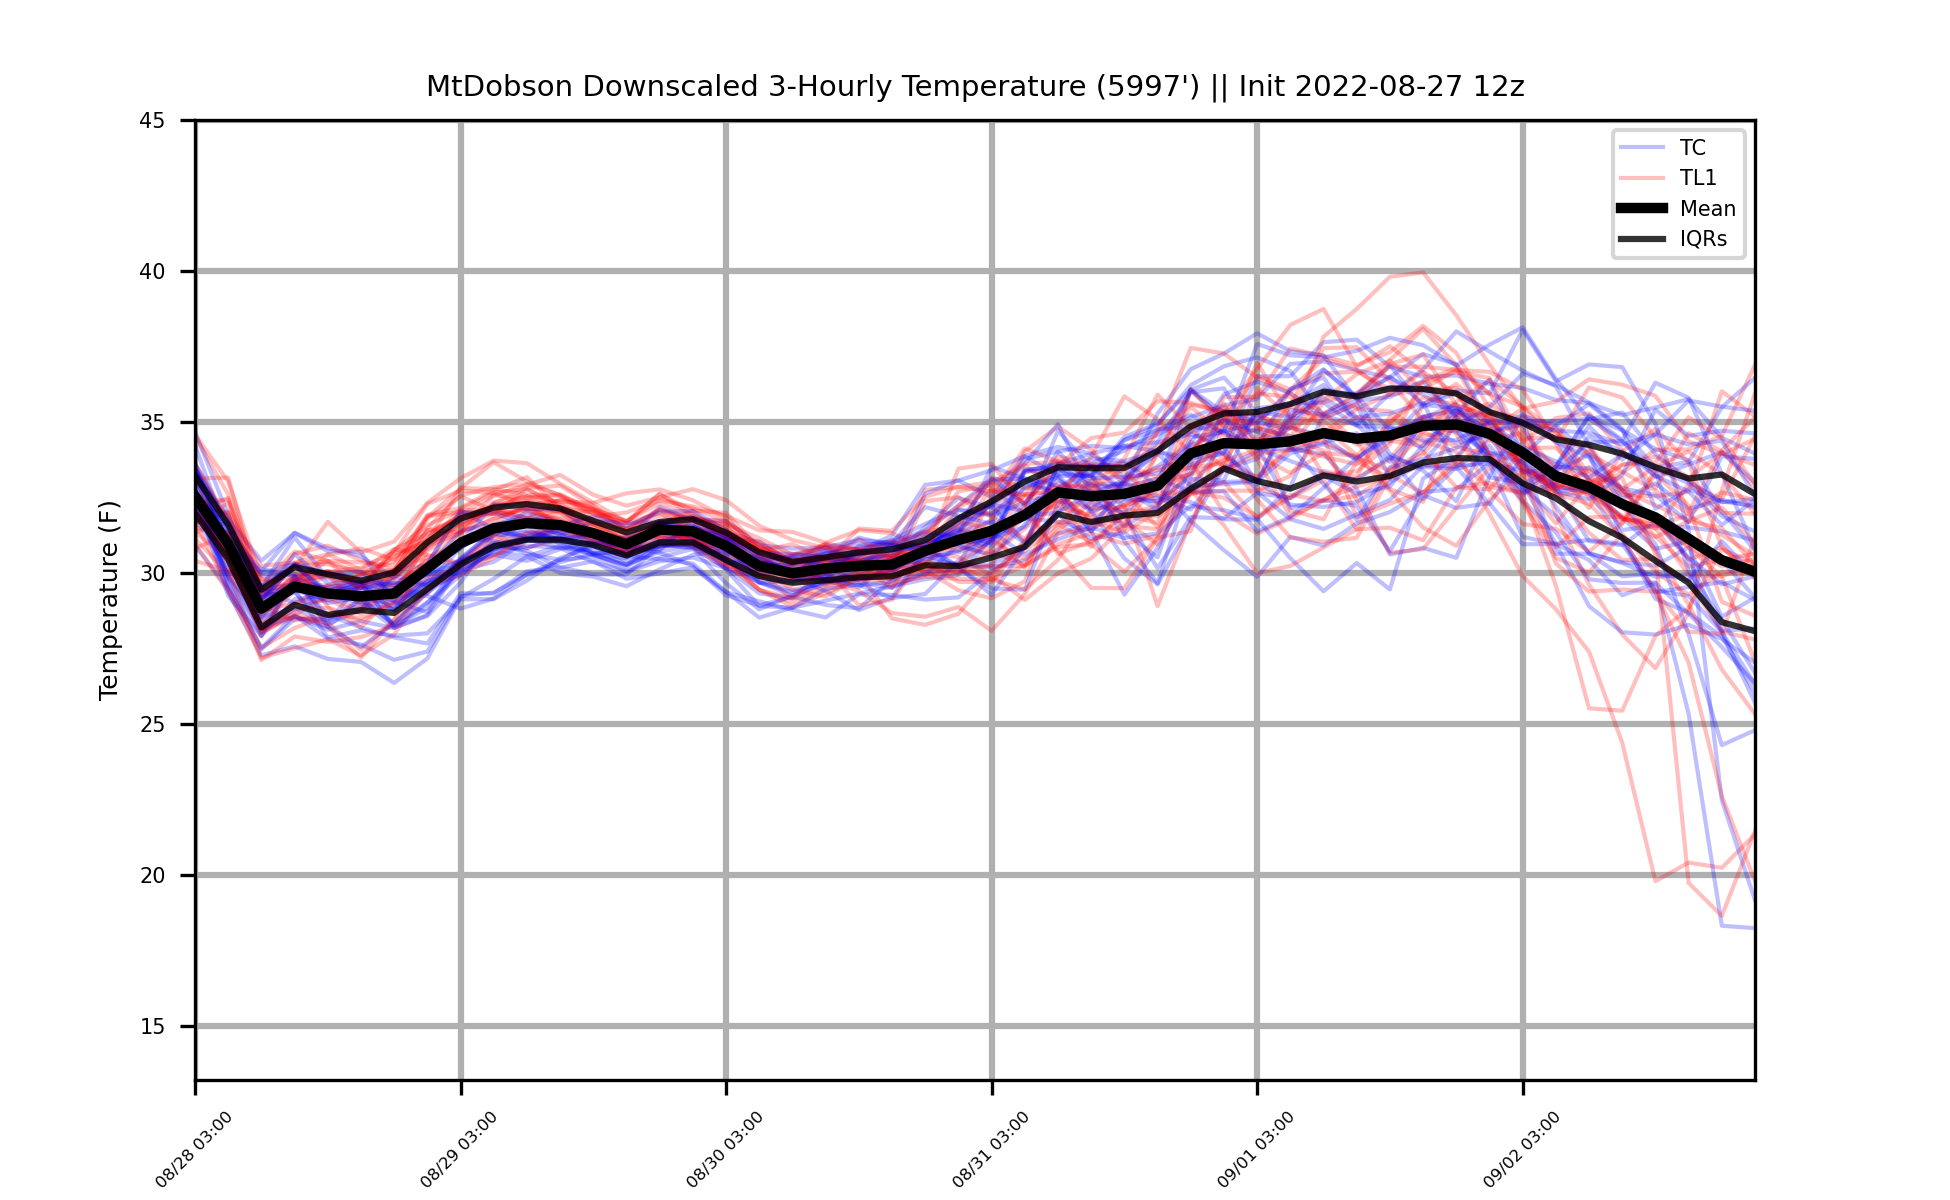 MtDobson Downscaled 3-Hourly Temperature (5997') || Init 2022-08-27 12z
TC
TL1
Mean
IQRs
Temperature (F)
45
40
35
30
25
20
15
08/28 03:00
08/29 03:00
08/30 03:00
08/31 03:00
09/01 03:00
09/02 03:00